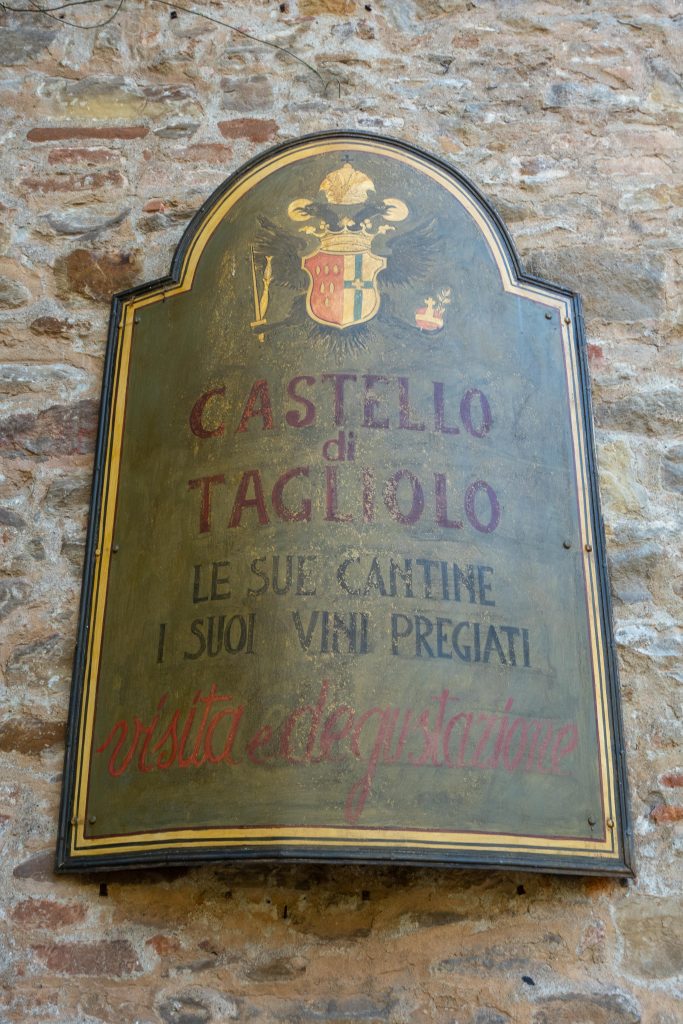 CASTELLO
di
TAGLIOLO
LE SUE CANTINE
I SUOI VINI PREGIATI
visita e degustazione